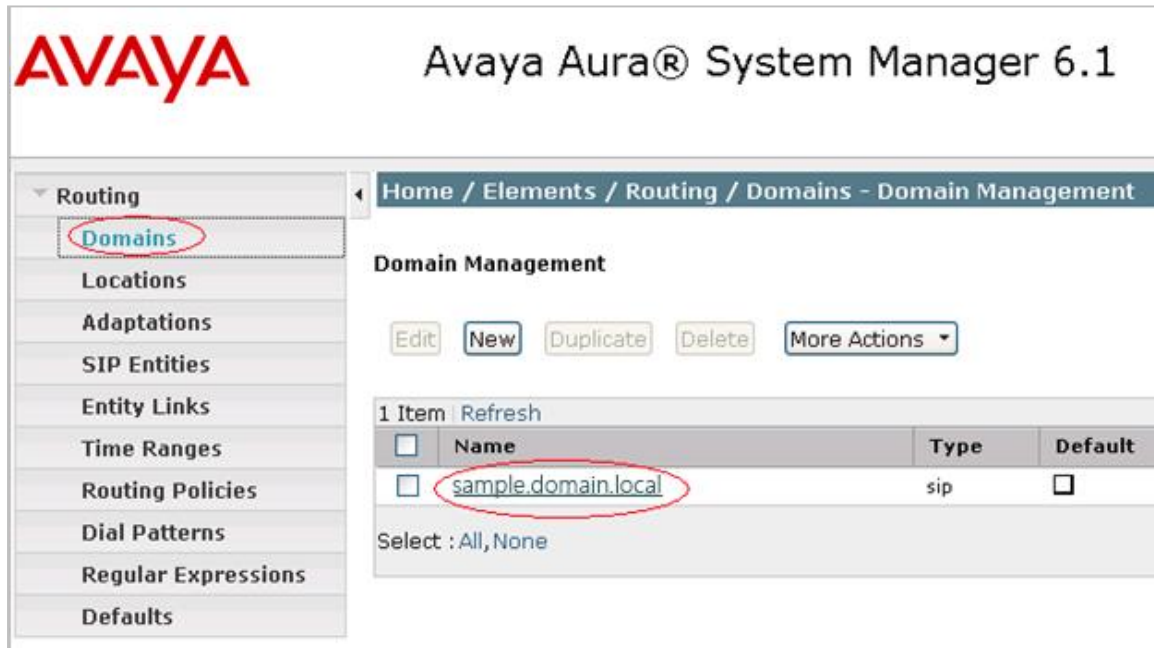 AVAYA
Avaya Aura® System Manager 6.1
Routing
Domains
Locations
Adaptations
SIP Entities
Entity Links
Time Ranges
Routing Policies
Dial Patterns
Regular Expressions
Defaults
Home / Elements / Routing / Domains - Domain Management
Domain Management
Edit New Duplicate Delete More Actions
1 Item Refresh
Name Type Default
sample.domain.local sip
Select : All, None